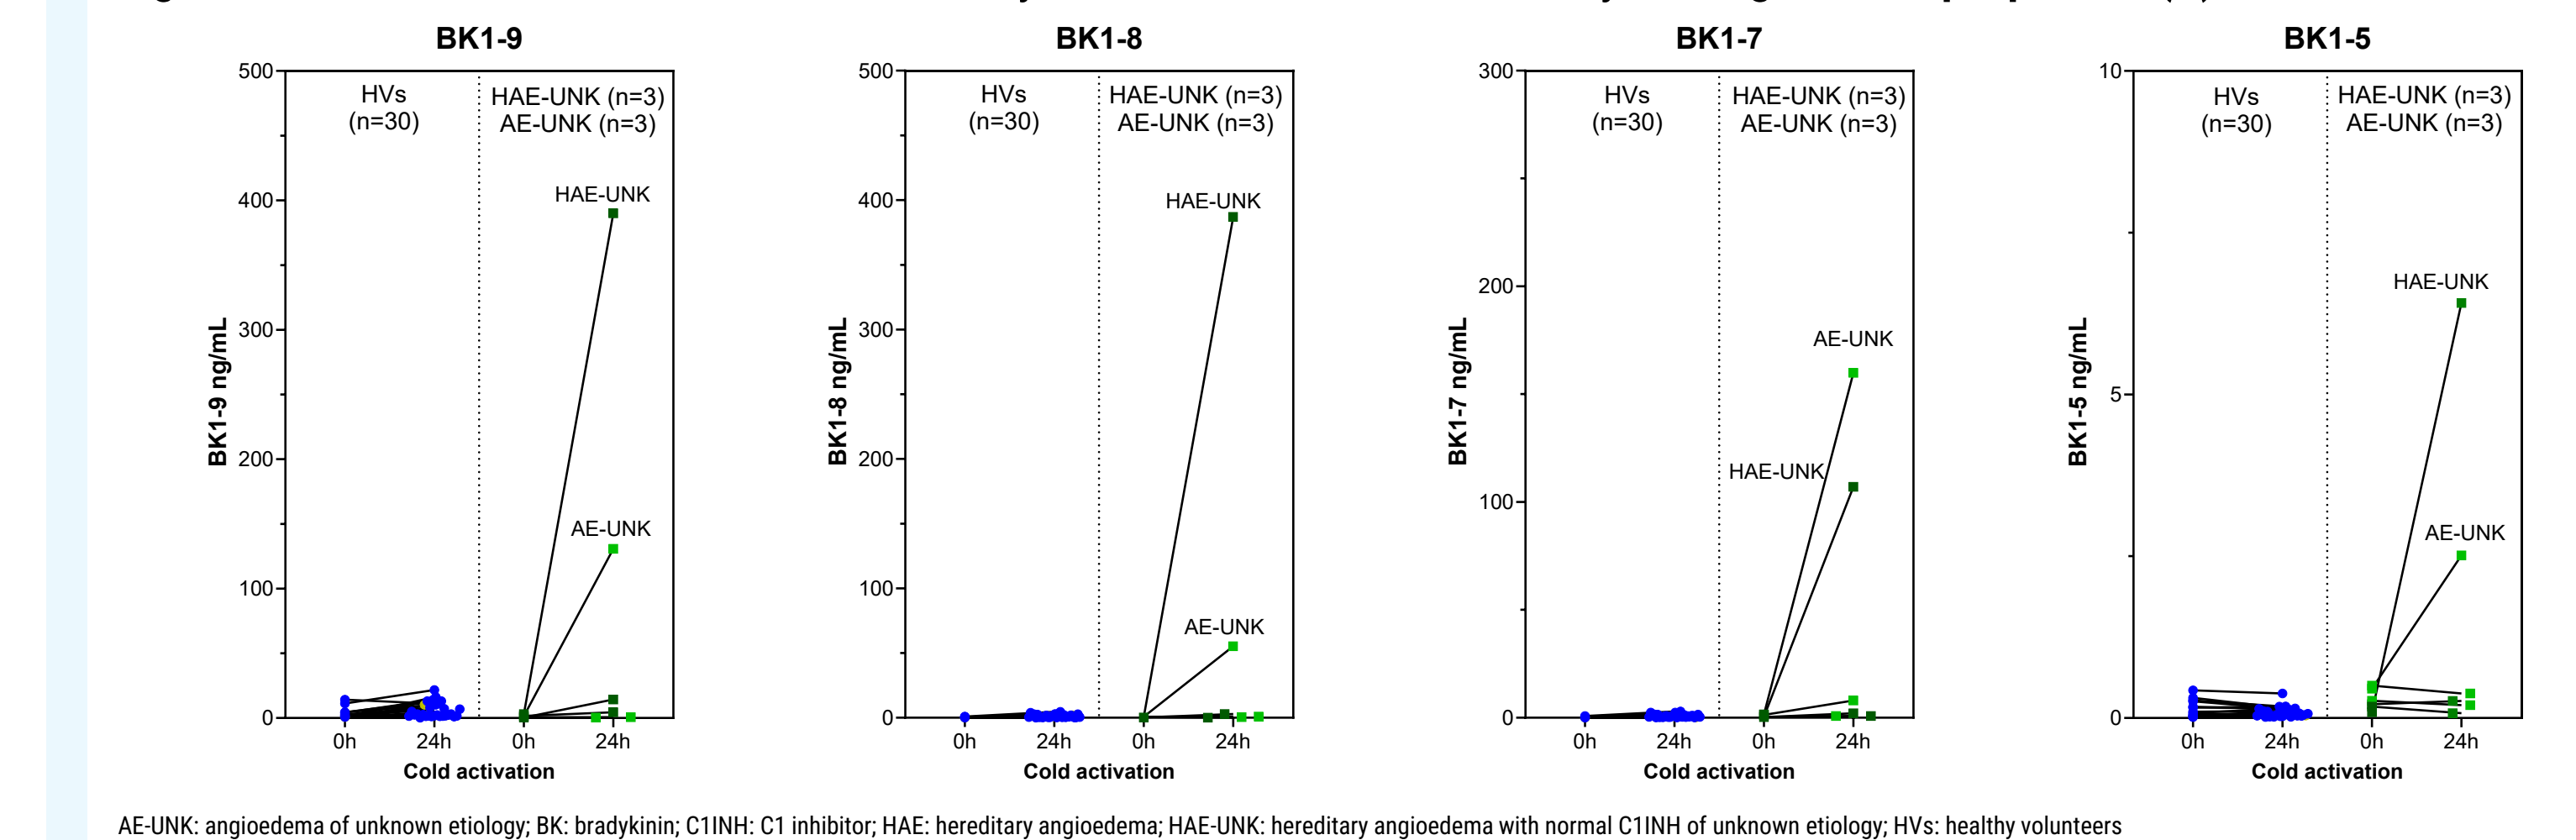 BK1-9
500
400
300
200
100
0
BK1-9 ng/mL
HVs
(n=30)
HAE-UNK (n=3)
AE-UNK (n=3)
HAE-UNK
AE-UNK
0h 24h 0h 24h
Cold activation
BK1-8
500
400
300
200
100
0
BK1-8 ng/mL
HVs
(n=30)
HAE-UNK (n=3)
AE-UNK (n=3)
HAE-UNK
AE-UNK
0h 24h 0h 24h
Cold activation
BK1-7
300
200
100
0
BK1-7 ng/mL
HVs
(n=30)
HAE-UNK (n=3)
AE-UNK (n=3)
AE-UNK
HAE-UNK
0h 24h 0h 24h
Cold activation
BK1-5
10
5
0
BK1-5 ng/mL
HVs
(n=30)
HAE-UNK (n=3)
AE-UNK (n=3)
HAE-UNK
AE-UNK
0h 24h 0h 24h
Cold activation
AE-UNK: angioedema of unknown etiology; BK: bradykinin; C1INH: C1 inhibitor; HAE: hereditary angioedema; HAE-UNK: hereditary angioedema with normal C1INH of unknown etiology; HVs: healthy volunteers